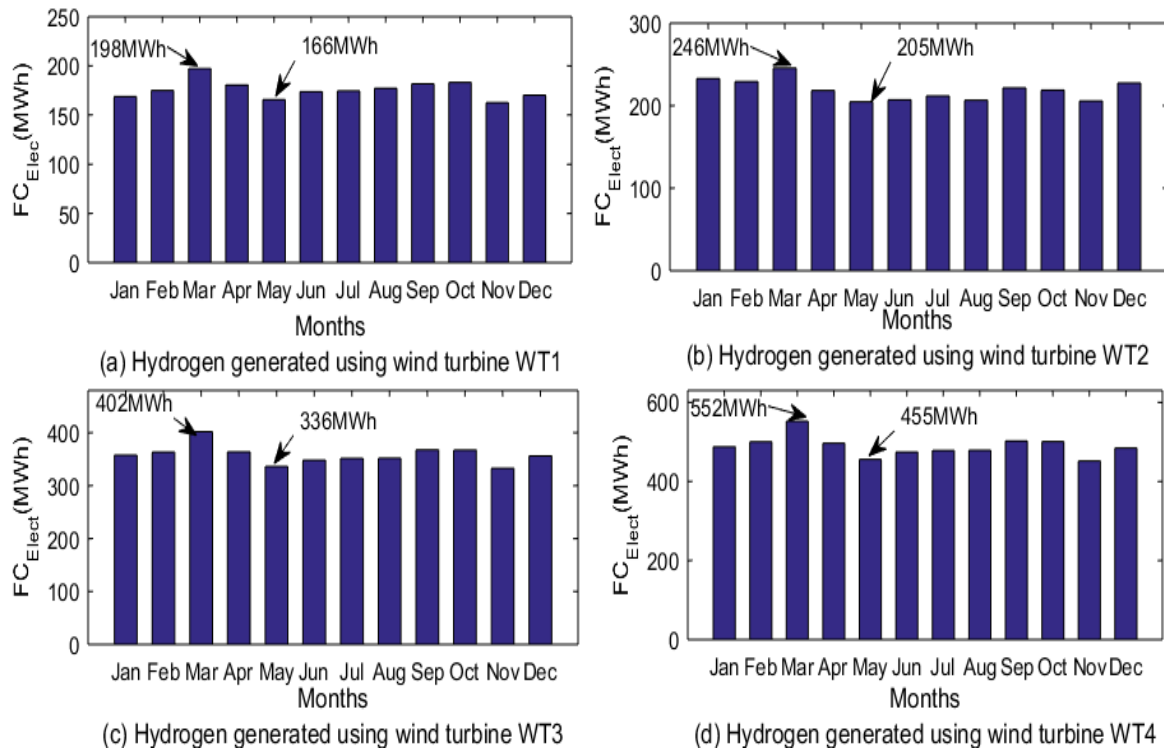 250
200
150
100
50
0
FC_Elec(MWh)
198MWh
166MWh
Jan Feb Mar Apr May Jun Jul Aug Sep Oct Nov Dec
Months
(a) Hydrogen generated using wind turbine WT1
300
200
100
0
FC_Elect(MWh)
246MWh
205MWh
Jan Feb Mar Apr May Jun Jul Aug Sep Oct Nov Dec
Months
(b) Hydrogen generated using wind turbine WT2
400
300
200
100
0
FC_Elect(MWh)
402MWh
336MWh
Jan Feb Mar Apr May Jun Jul Aug Sep Oct Nov Dec
Months
(c) Hydrogen generated using wind turbine WT3
600
400
200
0
FC_Elect(MWh)
552MWh
455MWh
Jan Feb Mar Apr May Jun Jul Aug Sep Oct Nov Dec
Months
(d) Hydrogen generated using wind turbine WT4